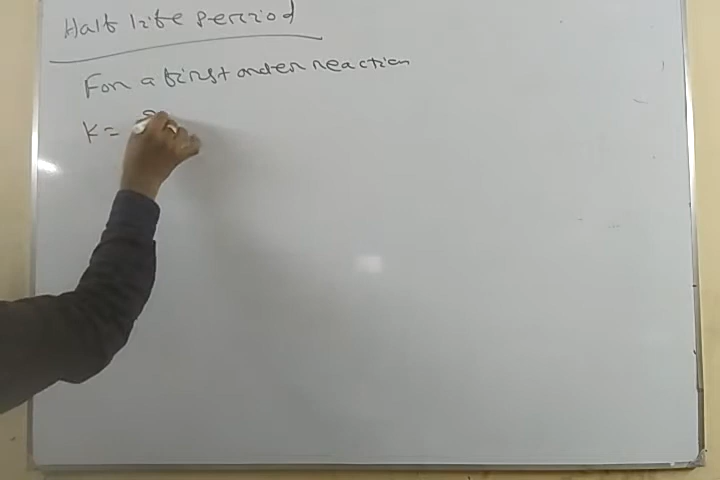 Half life period
For a first order reaction
K =